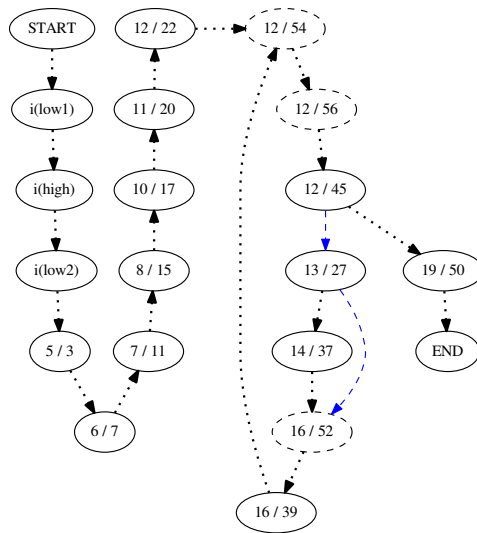 START
i(low1)
i(high)
i(low2)
5 / 3
6 / 7
7 / 11
8 / 15
10 / 17
11 / 20
12 / 22
12 / 54
12 / 56
12 / 45
13 / 27
19 / 50
14 / 37
END
16 / 52
16 / 39